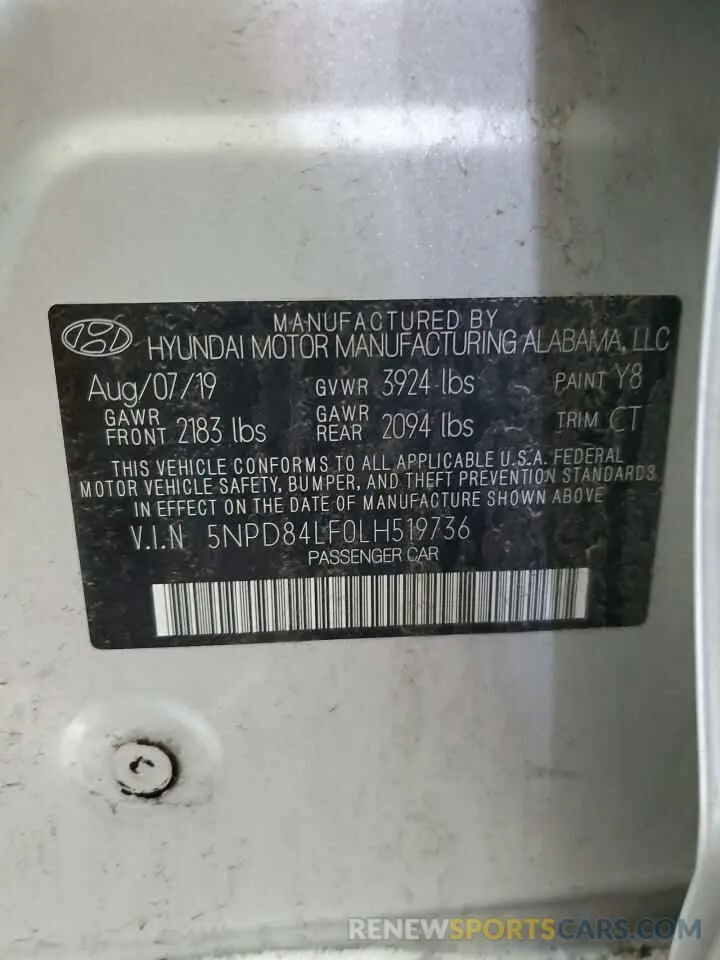 MANUFACTURED BY
HYUNDAI MOTOR MANUFACTURING ALABAMA, LLC
Aug/07/19 GVWR 3924 lbs PAINT Y8
GAWR FRONT 2183 lbs GAWR REAR 2094 lbs TRIM CT
THIS VEHICLE CONFORMS TO ALL APPLICABLE U.S.A. FEDERAL
MOTOR VEHICLE SAFETY, BUMPER, AND THEFT PREVENTION STANDARDS
IN EFFECT ON THE DATE OF MANUFACTURE SHOWN ABOVE
V.I.N 5NPD84LF0LH519736
PASSENGER CAR
RENEWSPORTSCARS.COM